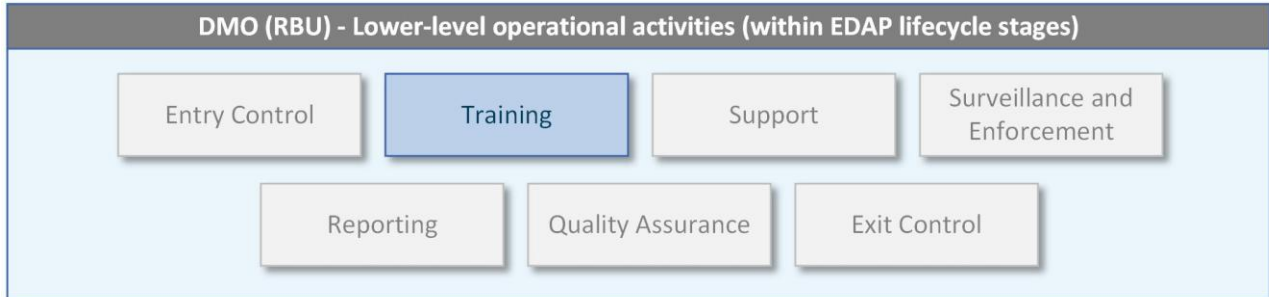 DMO (RBU) - Lower-level operational activities (within EDAP lifecycle stages)
Entry Control
Training
Support
Surveillance and
Enforcement
Reporting
Quality Assurance
Exit Control